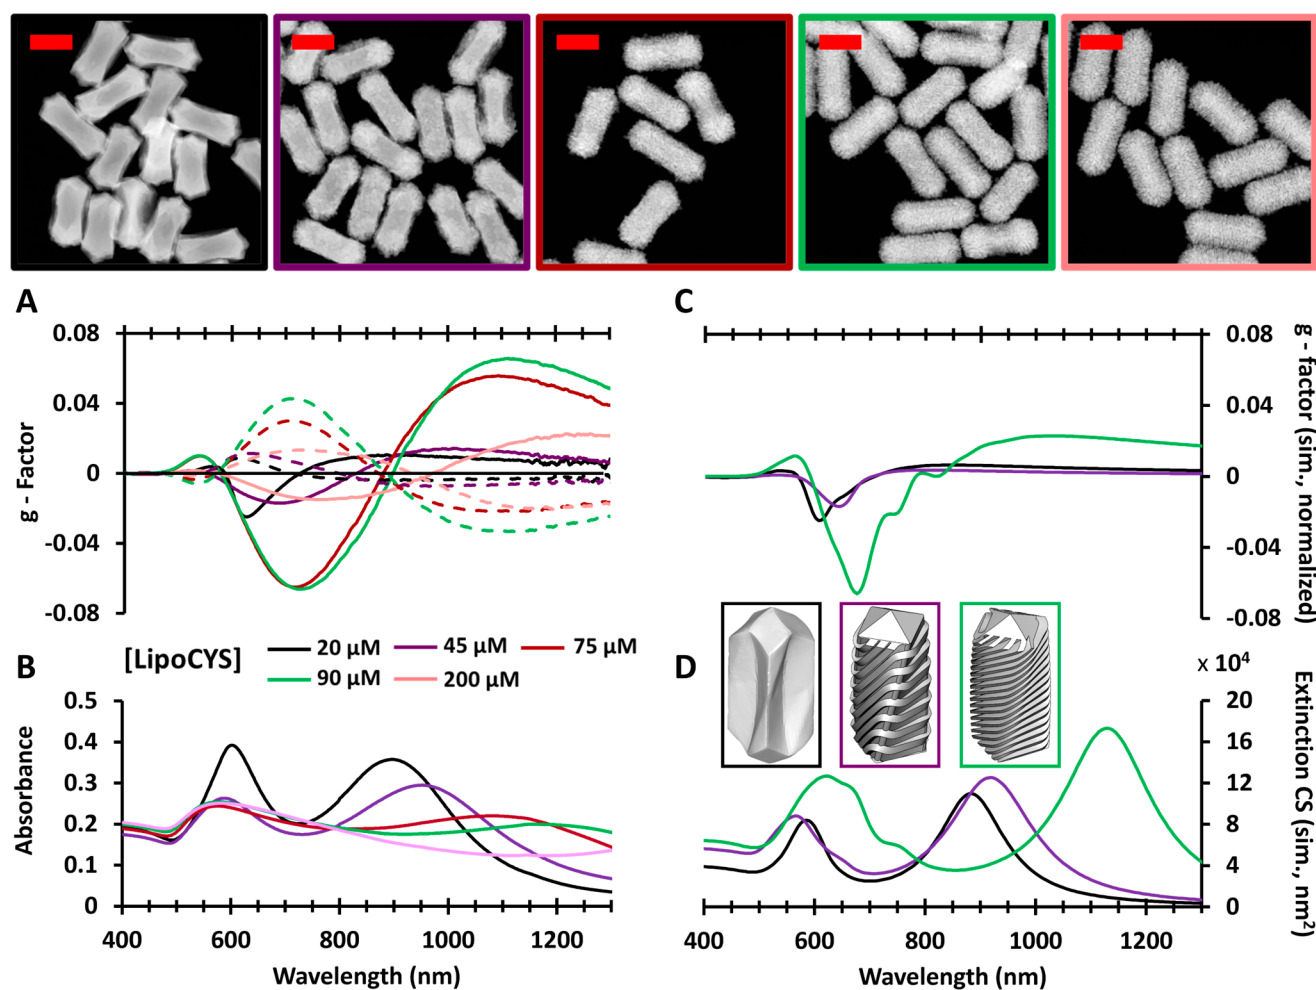 A
C
0.08
0.04
0
-0.04
-0.08
g - Factor
0.08
0.04
0
-0.04
-0.08
g - factor (sim., normalized)
[LipoCYS]
20 µM
45 µM
75 µM
90 µM
200 µM
B
D
0.5
0.4
0.3
0.2
0.1
0
Absorbance
400
600
800
1000
1200
Wavelength (nm)
x 10⁴
20
16
12
8
4
0
Extinction CS (sim., nm²)
400
600
800
1000
1200
Wavelength (nm)